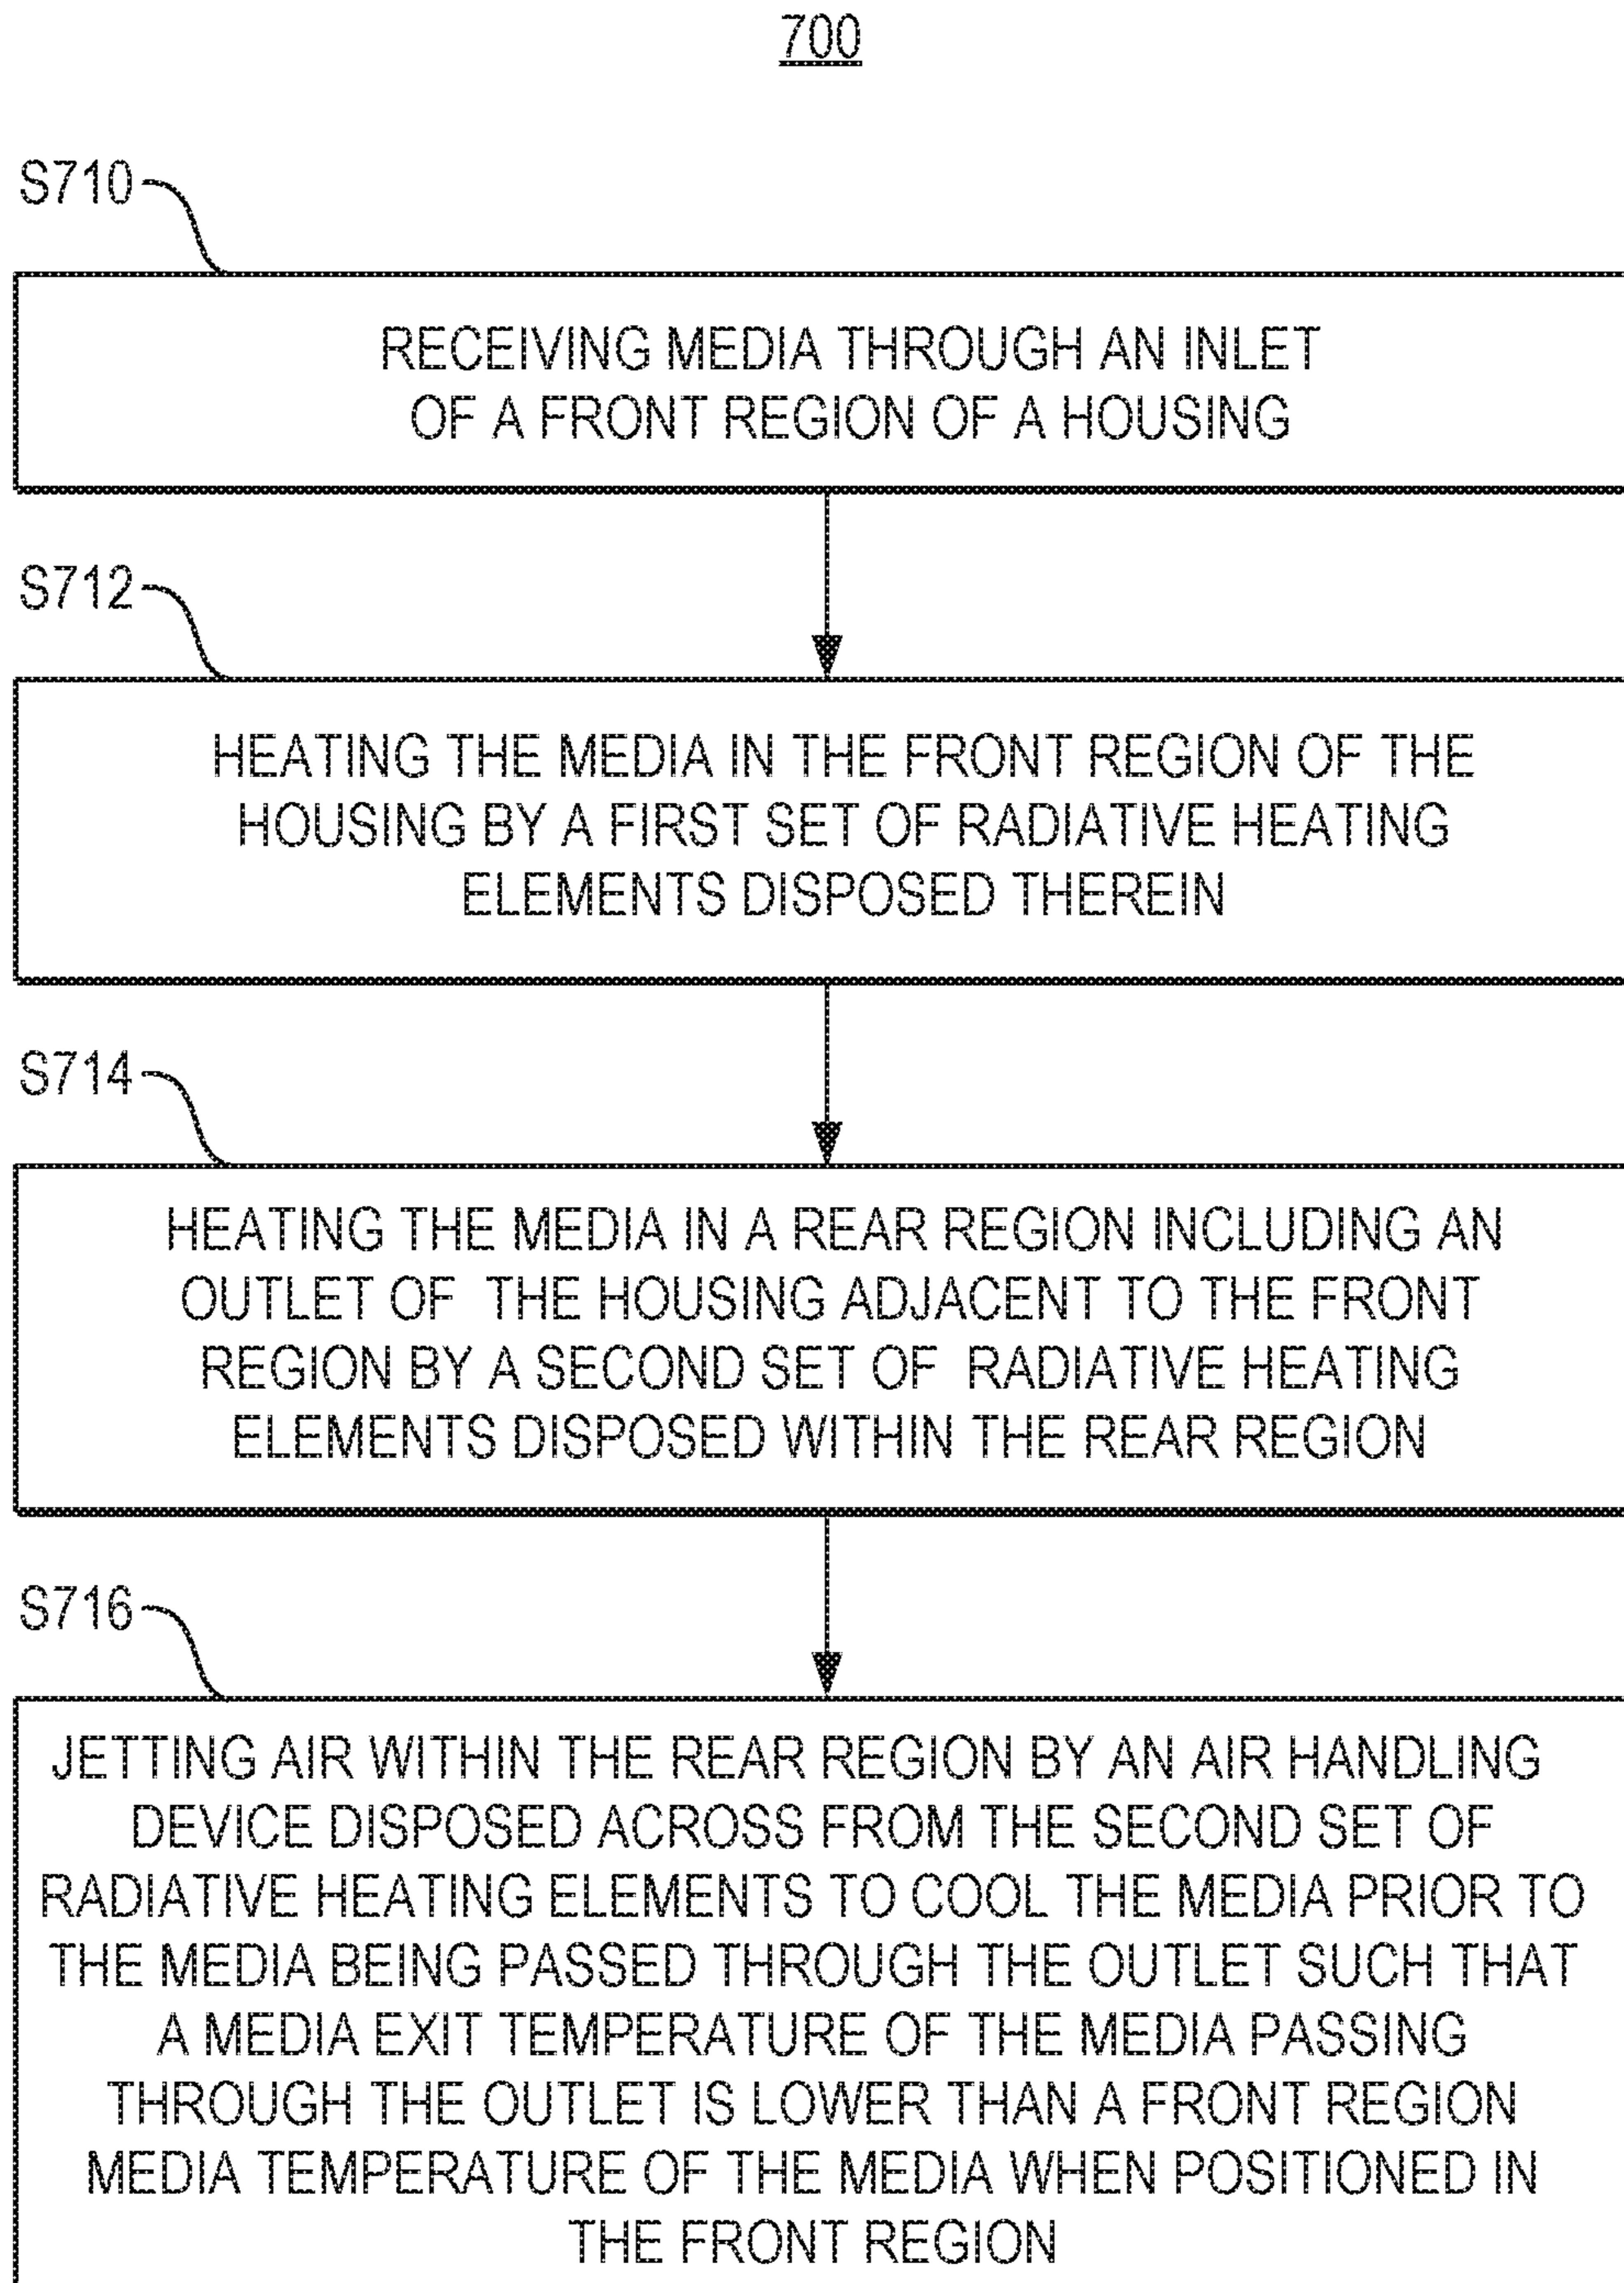 700
S710
RECEIVING MEDIA THROUGH AN INLET
OF A FRONT REGION OF A HOUSING
S712
HEATING THE MEDIA IN THE FRONT REGION OF THE
HOUSING BY A FIRST SET OF RADIATIVE HEATING
ELEMENTS DISPOSED THEREIN
S714
HEATING THE MEDIA IN A REAR REGION INCLUDING AN
OUTLET OF THE HOUSING ADJACENT TO THE FRONT
REGION BY A SECOND SET OF RADIATIVE HEATING
ELEMENTS DISPOSED WITHIN THE REAR REGION
S716
JETTING AIR WITHIN THE REAR REGION BY AN AIR HANDLING
DEVICE DISPOSED ACROSS FROM THE SECOND SET OF
RADIATIVE HEATING ELEMENTS TO COOL THE MEDIA PRIOR TO
THE MEDIA BEING PASSED THROUGH THE OUTLET SUCH THAT
A MEDIA EXIT TEMPERATURE OF THE MEDIA PASSING
THROUGH THE OUTLET IS LOWER THAN A FRONT REGION
MEDIA TEMPERATURE OF THE MEDIA WHEN POSITIONED IN
THE FRONT REGION